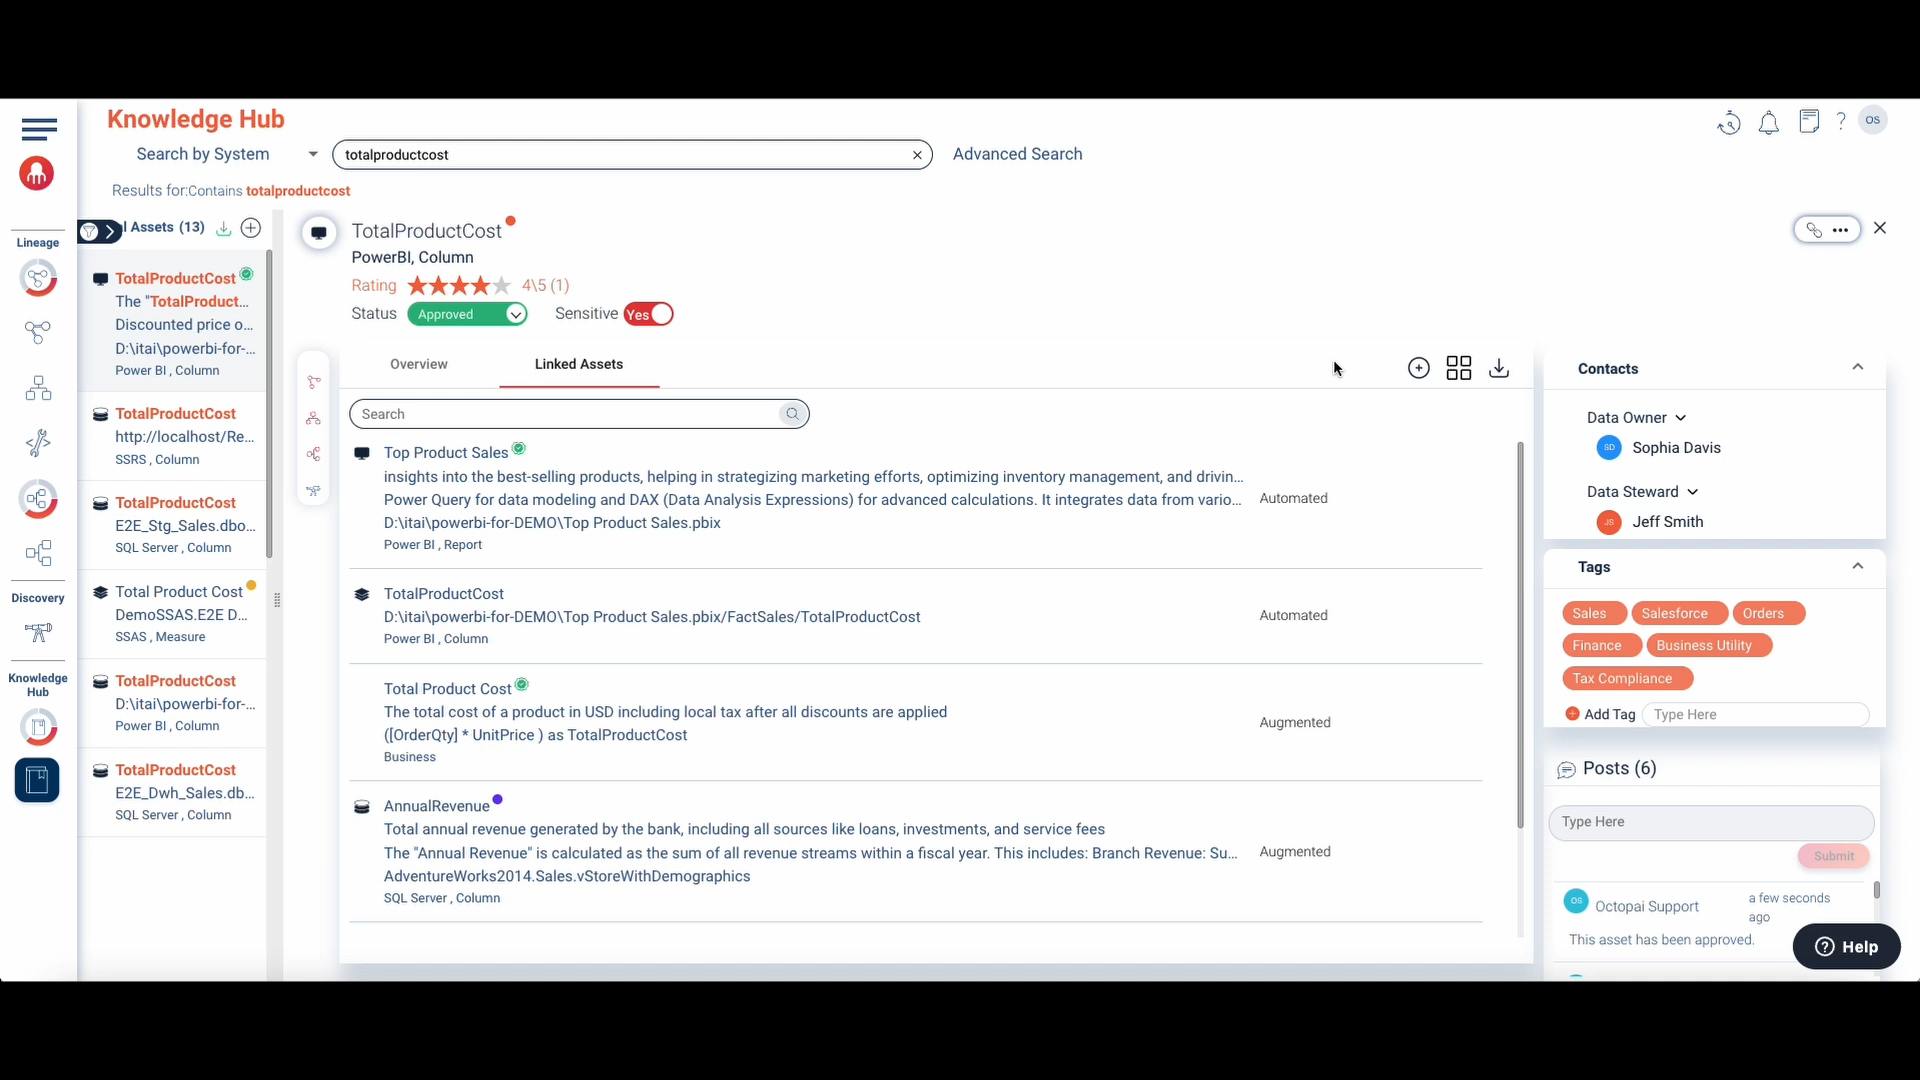 Knowledge Hub
OS
Search by System
totalproductcost
Advanced Search
Results for:Contains totalproductcost
Lineage
Discovery
Knowledge
Hub
l Assets (13)
TotalProductCost
The "TotalProduct...
Discounted price o...
D:\itai\powerbi-for-...
Power BI , Column
TotalProductCost
http://localhost/Re...
SSRS , Column
TotalProductCost
E2E_Stg_Sales.dbo...
SQL Server , Column
Total Product Cost
DemoSSAS.E2E D...
SSAS , Measure
TotalProductCost
D:\itai\powerbi-for-...
Power BI , Column
TotalProductCost
E2E_Dwh_Sales.db...
SQL Server , Column
TotalProductCost
PowerBI, Column
Rating 4\5 (1)
Status Approved Sensitive Yes
Overview Linked Assets
Search
Top Product Sales
insights into the best-selling products, helping in strategizing marketing efforts, optimizing inventory management, and drivin...
Power Query for data modeling and DAX (Data Analysis Expressions) for advanced calculations. It integrates data from vario...
D:\itai\powerbi-for-DEMO\Top Product Sales.pbix
Power BI , Report
Automated
TotalProductCost
D:\itai\powerbi-for-DEMO\Top Product Sales.pbix/FactSales/TotalProductCost
Power BI , Column
Automated
Total Product Cost
The total cost of a product in USD including local tax after all discounts are applied
([OrderQty] * UnitPrice ) as TotalProductCost
Business
Augmented
AnnualRevenue
Total annual revenue generated by the bank, including all sources like loans, investments, and service fees
The "Annual Revenue" is calculated as the sum of all revenue streams within a fiscal year. This includes: Branch Revenue: Su...
AdventureWorks2014.Sales.vStoreWithDemographics
SQL Server , Column
Augmented
Contacts
Data Owner
SD Sophia Davis
Data Steward
JS Jeff Smith
Tags
Sales Salesforce Orders
Finance Business Utility
Tax Compliance
Add Tag Type Here
Posts (6)
Type Here
Submit
OS Octopai Support
a few seconds
ago
This asset has been approved.
? Help